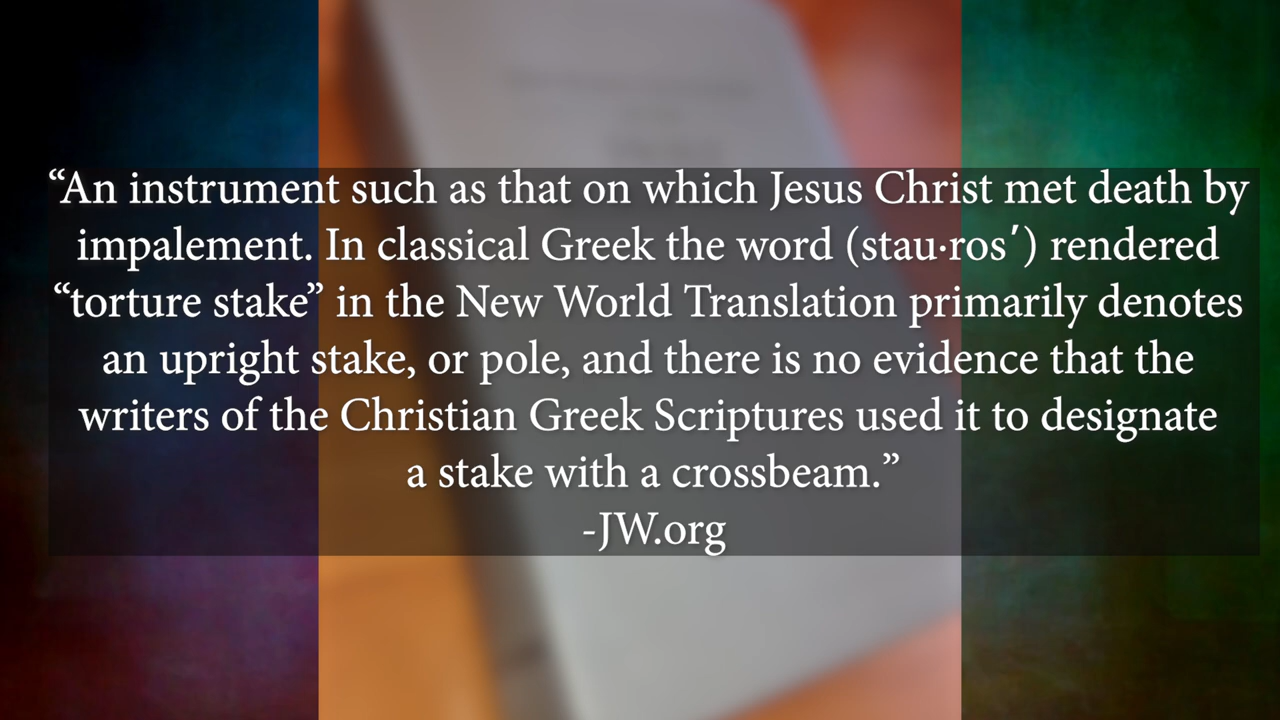 “An instrument such as that on which Jesus Christ met death by
impalement. In classical Greek the word (stau·rosʹ) rendered
“torture stake” in the New World Translation primarily denotes
an upright stake, or pole, and there is no evidence that the
writers of the Christian Greek Scriptures used it to designate
a stake with a crossbeam.”
-JW.org